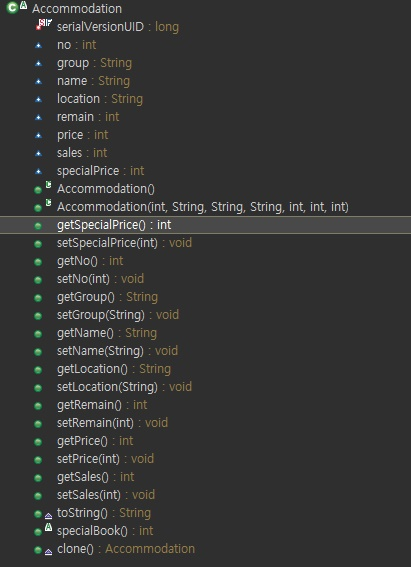 Accommodation
serialVersionUID : long
no : int
group : String
name : String
location : String
remain : int
price : int
sales : int
specialPrice : int
Accommodation()
Accommodation(int, String, String, String, int, int, int)
getSpecialPrice() : int
setSpecialPrice(int) : void
getNo() : int
setNo(int) : void
getGroup() : String
setGroup(String) : void
getName() : String
setName(String) : void
getLocation() : String
setLocation(String) : void
getRemain() : int
setRemain(int) : void
getPrice() : int
setPrice(int) : void
getSales() : int
setSales(int) : void
toString() : String
specialBook() : int
clone() : Accommodation